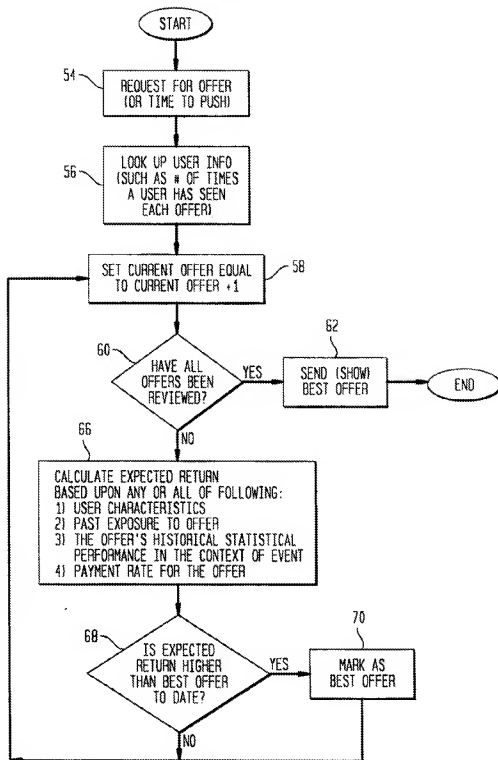 START
54
REQUEST FOR OFFER
(OR TIME TO PUSH)
56
LOOK UP USER INFO
(SUCH AS # OF TIMES
A USER HAS SEEN
EACH OFFER)
58
SET CURRENT OFFER EQUAL
TO CURRENT OFFER +1
60
HAVE ALL
OFFERS BEEN
REVIEWED?
YES
62
SEND (SHOW)
BEST OFFER
END
NO
66
CALCULATE EXPECTED RETURN
BASED UPON ANY OR ALL OF FOLLOWING:
1) USER CHARACTERISTICS
2) PAST EXPOSURE TO OFFER
3) THE OFFER'S HISTORICAL STATISTICAL
PERFORMANCE IN THE CONTEXT OF EVENT
4) PAYMENT RATE FOR THE OFFER
68
IS EXPECTED
RETURN HIGHER
THAN BEST OFFER
TO DATE?
YES
70
MARK AS
BEST OFFER
NO